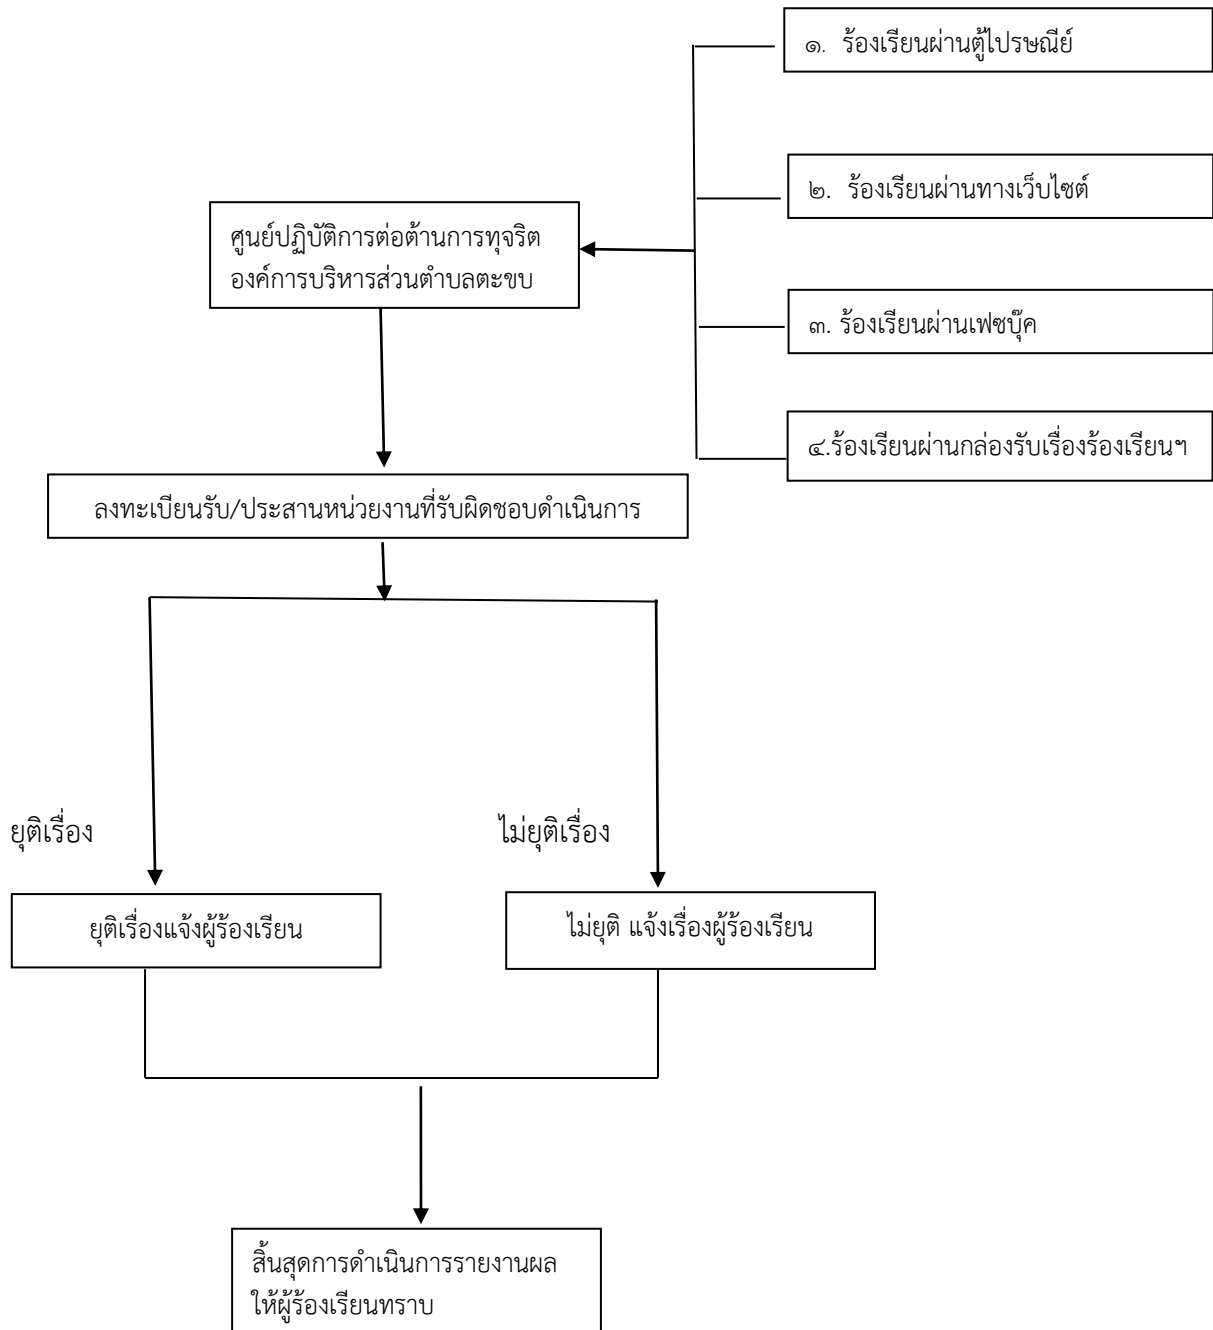 ๑. ร้องเรียนผ่านตู้ไปรษณีย์
๒. ร้องเรียนผ่านทางเว็บไซต์
ศูนย์ปฏิบัติการต่อต้านการทุจริต
องค์การบริหารส่วนตำบลตะขบ
๓. ร้องเรียนผ่านเฟซบุ๊ค
๔.ร้องเรียนผ่านกล่องรับเรื่องร้องเรียนฯ
ลงทะเบียนรับ/ประสานหน่วยงานที่รับผิดชอบดำเนินการ
ยุติเรื่อง
ไม่ยุติเรื่อง
ยุติเรื่องแจ้งผู้ร้องเรียน
ไม่ยุติ แจ้งเรื่องผู้ร้องเรียน
สิ้นสุดการดำเนินการรายงานผล
ให้ผู้ร้องเรียนทราบ